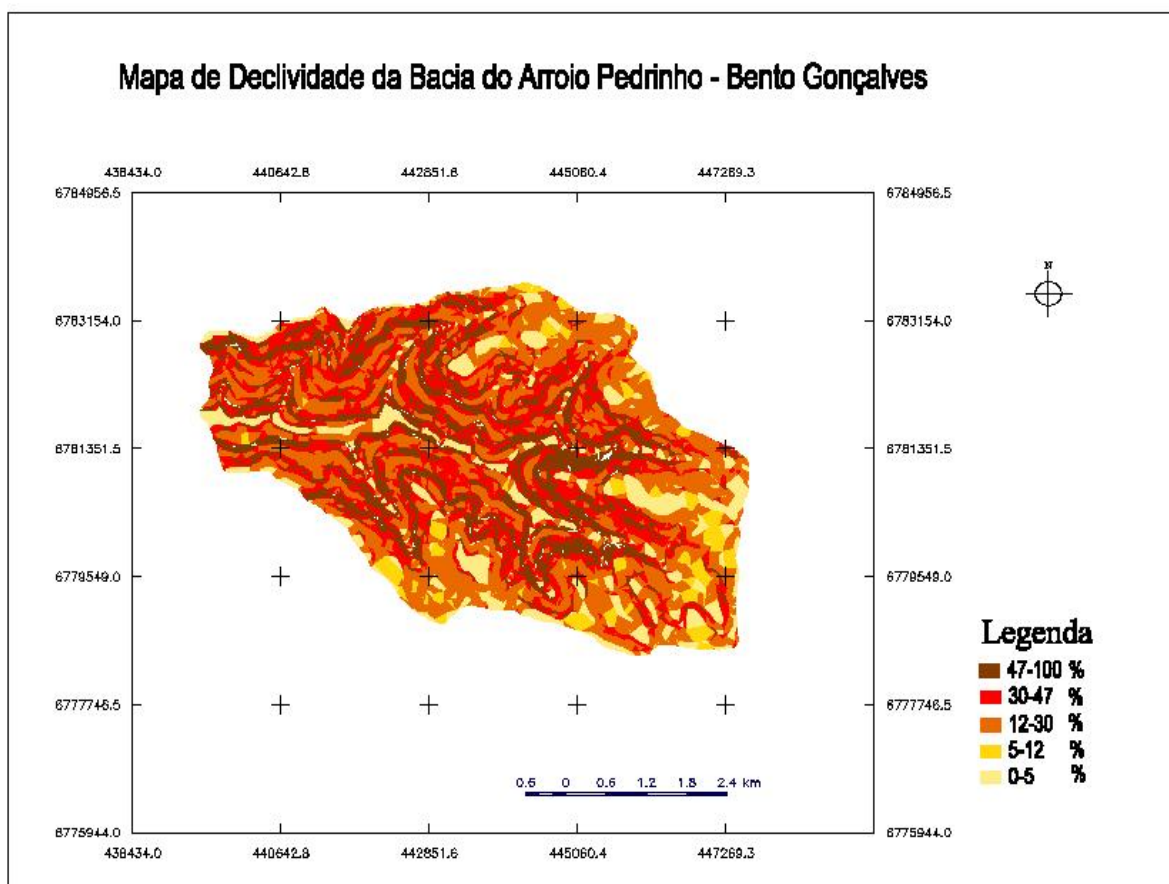 Mapa de Declividade da Bacia do Arroio Pedrinho - Bento Gonçalves
438434.0 440642.8 442851.6 445060.4 447269.3
6784956.5 6784956.5
N
6783154.0 6783154.0
6781351.5 6781351.5
6779549.0 6779549.0
Legenda
47-100 %
30-47 %
12-30 %
5-12 %
0-5 %
6777746.5 6777746.5
0.6 0 0.6 1.2 1.8 2.4 km
6775944.0 6775944.0
438434.0 440642.8 442851.6 445060.4 447269.3